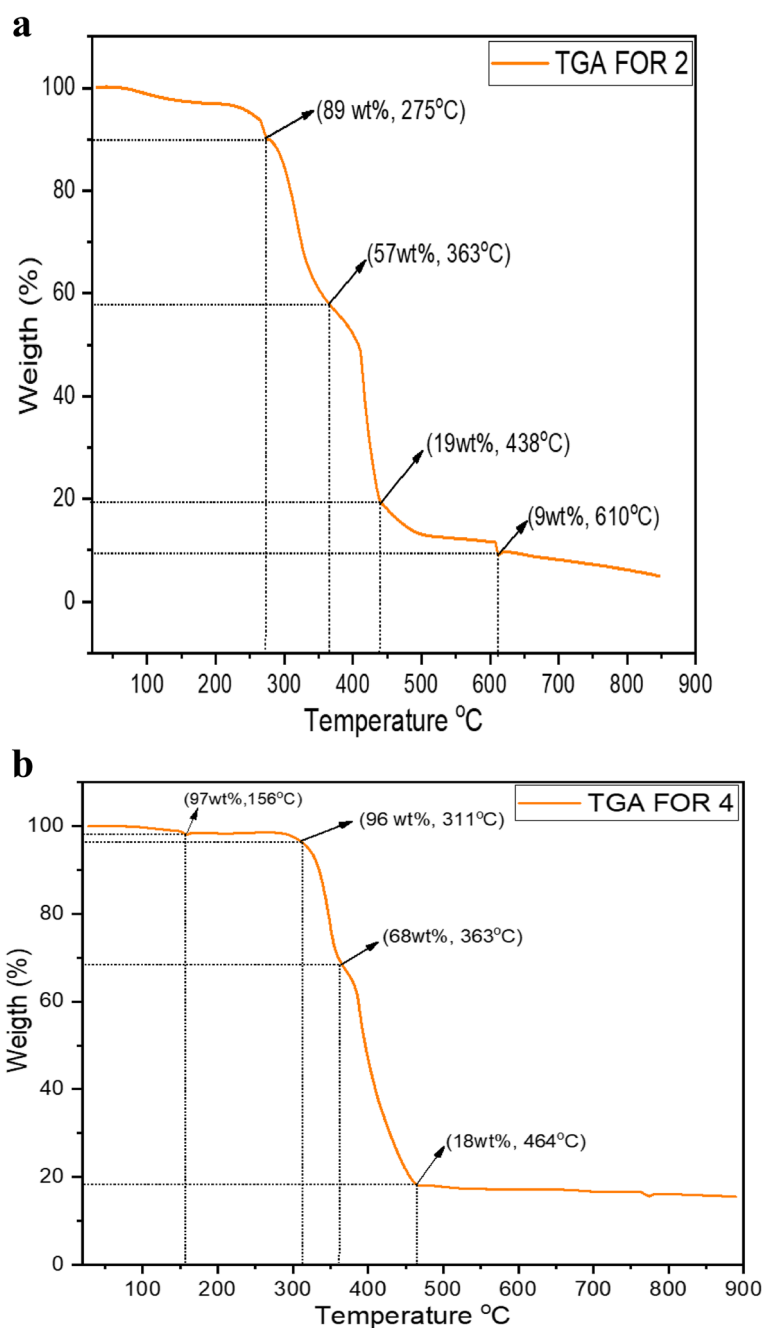 a
TGA FOR 2
(89 wt%, 275°C)
(57wt%, 363°C)
(19wt%, 438°C)
(9wt%, 610°C)
Weigth (%)
100
80
60
40
20
0
100 200 300 400 500 600 700 800 900
Temperature °C
b
TGA FOR 4
(97wt%,156°C)
(96 wt%, 311°C)
(68wt%, 363°C)
(18wt%, 464°C)
Weigth (%)
100
80
60
40
20
0
100 200 300 400 500 600 700 800 900
Temperature °C